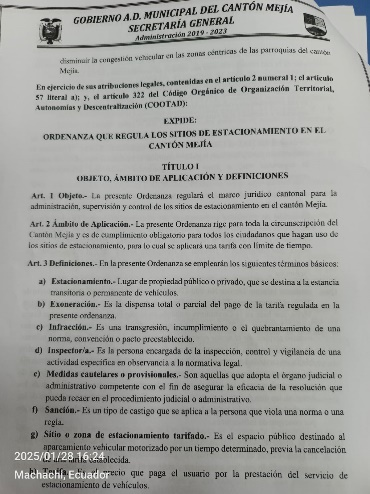 GOBIERNO A.D. MUNICIPAL DEL CANTÓN MEJÍA
SECRETARÍA GENERAL
Administración 2019 - 2023
disminuir la congestión vehicular en las zonas céntricas de las parroquias del cantón
Mejía.
En ejercicio de sus atribuciones legales, contenidas en el artículo 2 numeral 1; el artículo
57 literal a); y, el artículo 322 del Código Orgánico de Organización Territorial,
Autonomías y Descentralización (COOTAD):
EXPIDE:
ORDENANZA QUE REGULA LOS SITIOS DE ESTACIONAMIENTO EN EL
CANTÓN MEJÍA
TÍTULO I
OBJETO, ÁMBITO DE APLICACIÓN Y DEFINICIONES
Art. 1 Objeto.- La presente Ordenanza regulará el marco jurídico cantonal para la
administración, supervisión y control de los sitios de estacionamiento en el cantón Mejía.
Art. 2 Ámbito de Aplicación.- La presente Ordenanza rige para toda la circunscripción del
Cantón Mejía y es de cumplimiento obligatorio para todos los ciudadanos que hagan uso de
los sitios de estacionamiento, para lo cual se aplicara una tarifa con límite de tiempo.
Art. 3 Definiciones.- En la presente Ordenanza se emplearán los siguientes términos básicos:
a) Estacionamiento.- Lugar de propiedad público o privado, que se destina a la estancia
transitoria o permanente de vehículos.
b) Exoneración.- Es la dispensa total o parcial del pago de la tarifa regulada en la
presente ordenanza.
c) Infracción.- Es una transgresión, incumplimiento o el quebrantamiento de una
norma, convención o pacto preestablecido.
d) Inspector/a.- Es la persona encargada de la inspección, control y vigilancia de una
actividad específica en observancia a la normativa legal.
e) Medidas cautelares o provisionales.- Son aquellas que adopta el órgano judicial o
administrativo competente con el fin de asegurar la eficacia de la resolución que
pueda recaer en el procedimiento judicial o administrativo.
f) Sanción.- Es un tipo de castigo que se aplica a la persona que viola una norma o una
regla.
g) Sitio o zona de estacionamiento tarifado.- Es el espacio público destinado al
aparcamiento vehicular motorizado por un tiempo determinado, previa la cancelación
establecida.
precio que paga el usuario por la prestación del servicio de
estacionamiento de vehículos.
2025/01/28 16:24
Machachi, Ecuador